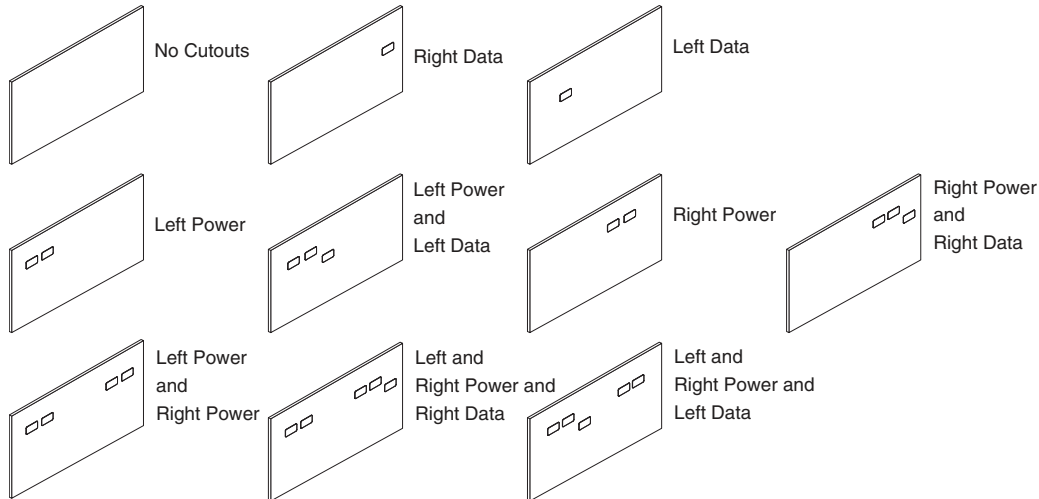 No Cutouts
Right Data
Left Data
Left Power
Left Power
and
Left Data
Right Power
Right Power
and
Right Data
Left Power
and
Right Power
Left and
Right Power and
Right Data
Left and
Right Power and
Left Data